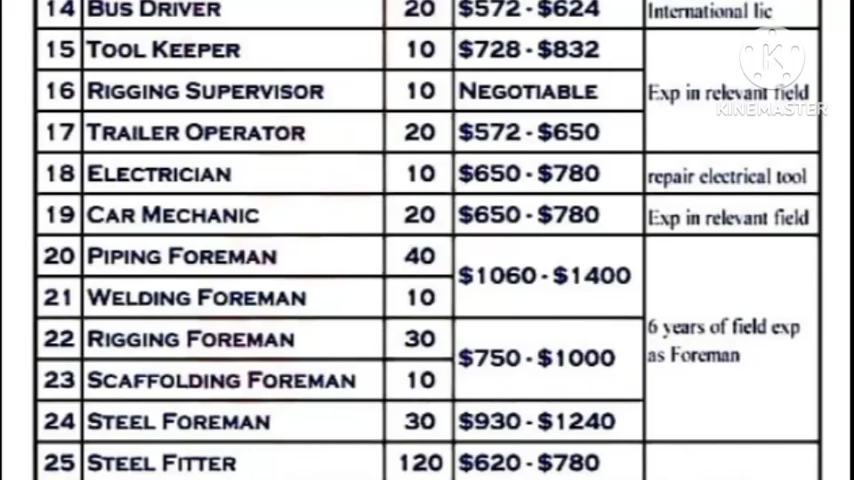 14 BUS DRIVER 20 $572 - $624 International lic
15 TOOL KEEPER 10 $728 - $832
16 RIGGING SUPERVISOR 10 NEGOTIABLE Exp in relevant field
17 TRAILER OPERATOR 20 $572 - $650
18 ELECTRICIAN 10 $650 - $780 repair electrical tool
19 CAR MECHANIC 20 $650 - $780 Exp in relevant field
20 PIPING FOREMAN 40
$1060 - $1400
21 WELDING FOREMAN 10
22 RIGGING FOREMAN 30
$750 - $1000
6 years of field exp
as Foreman
23 SCAFFOLDING FOREMAN 10
24 STEEL FOREMAN 30 $930 - $1240
25 STEEL FITTER 120 $620 - $780
K
KINEMASTER